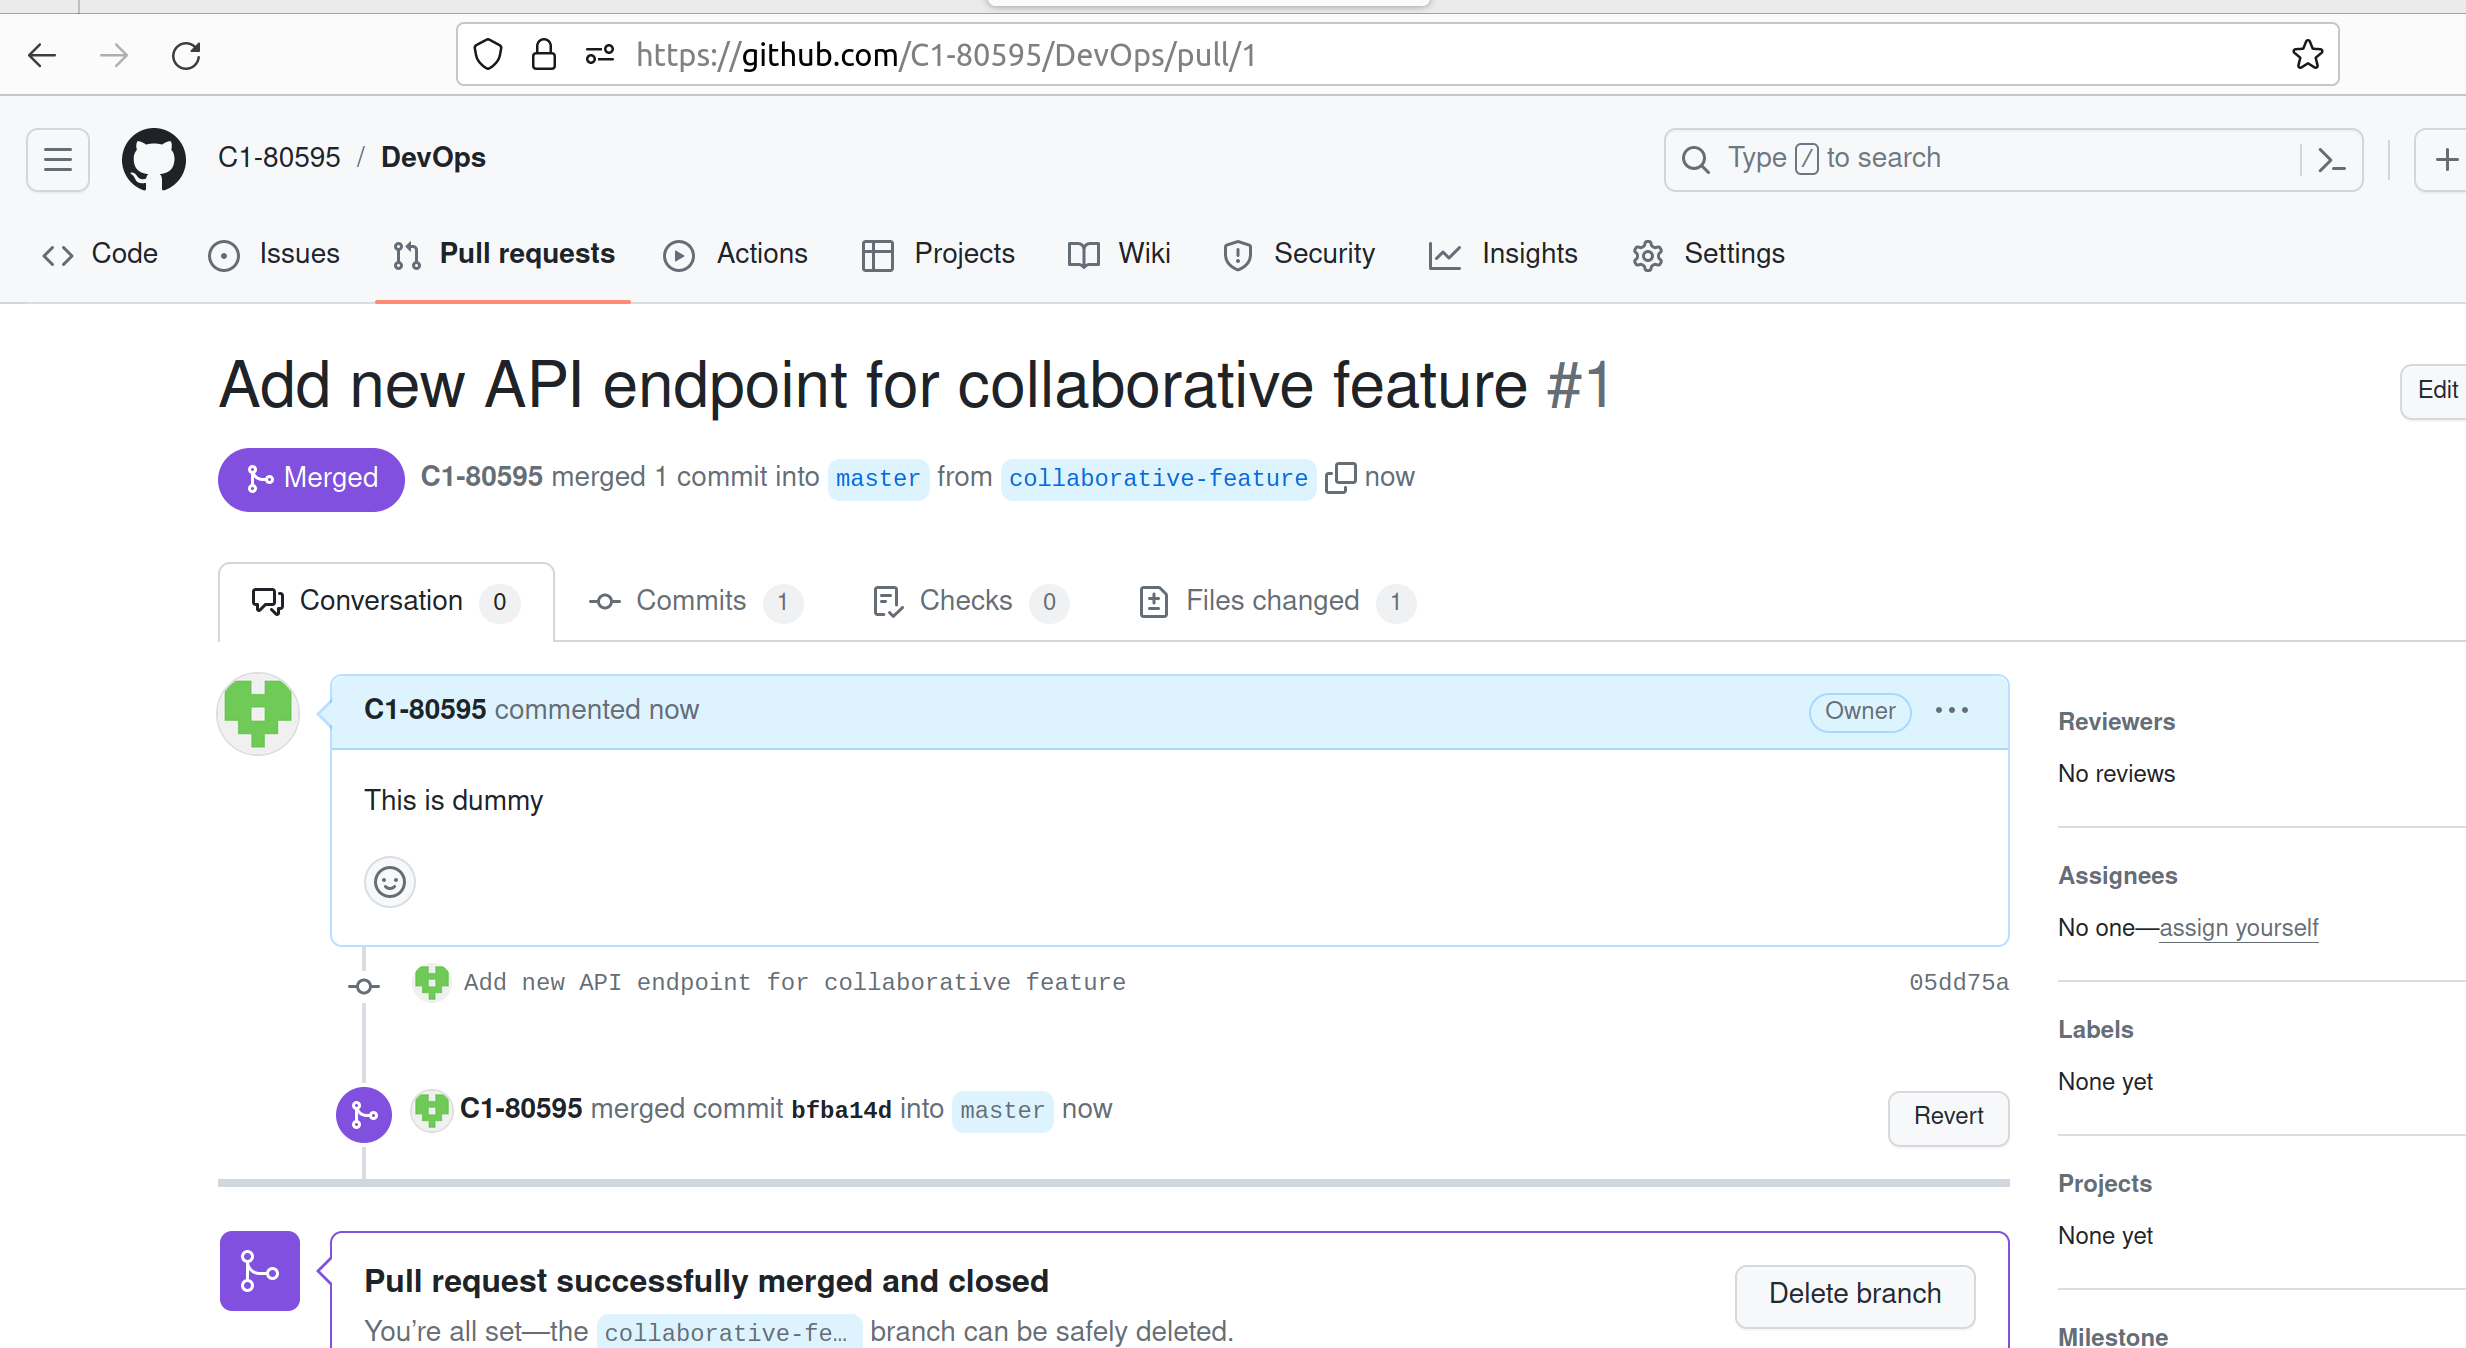 https://github.com/C1-80595/DevOps/pull/1
C1-80595 / DevOps
Type / to search
Code Issues Pull requests Actions Projects Wiki Security Insights Settings
Add new API endpoint for collaborative feature #1
Edit
Merged C1-80595 merged 1 commit into master from collaborative-feature now
Conversation 0 Commits 1 Checks 0 Files changed 1
C1-80595 commented now Owner
This is dummy
Reviewers
No reviews
Assignees
No one—assign yourself
Add new API endpoint for collaborative feature 05dd75a
Labels
None yet
C1-80595 merged commit bfba14d into master now Revert
Projects
None yet
Pull request successfully merged and closed
Delete branch
You’re all set—the collaborative-fe… branch can be safely deleted.
Milestone